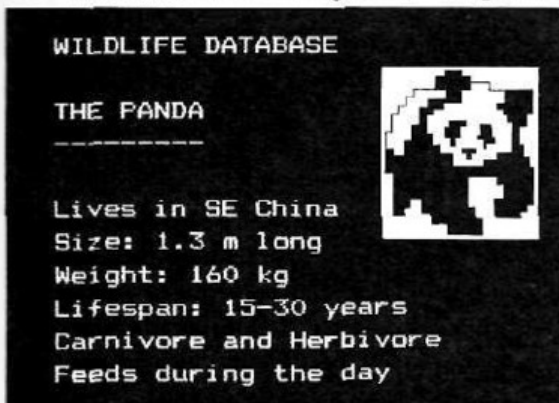 WILDLIFE DATABASE
THE PANDA
----------
Lives in SE China
Size: 1.3 m long
Weight: 160 kg
Lifespan: 15-30 years
Carnivore and Herbivore
Feeds during the day